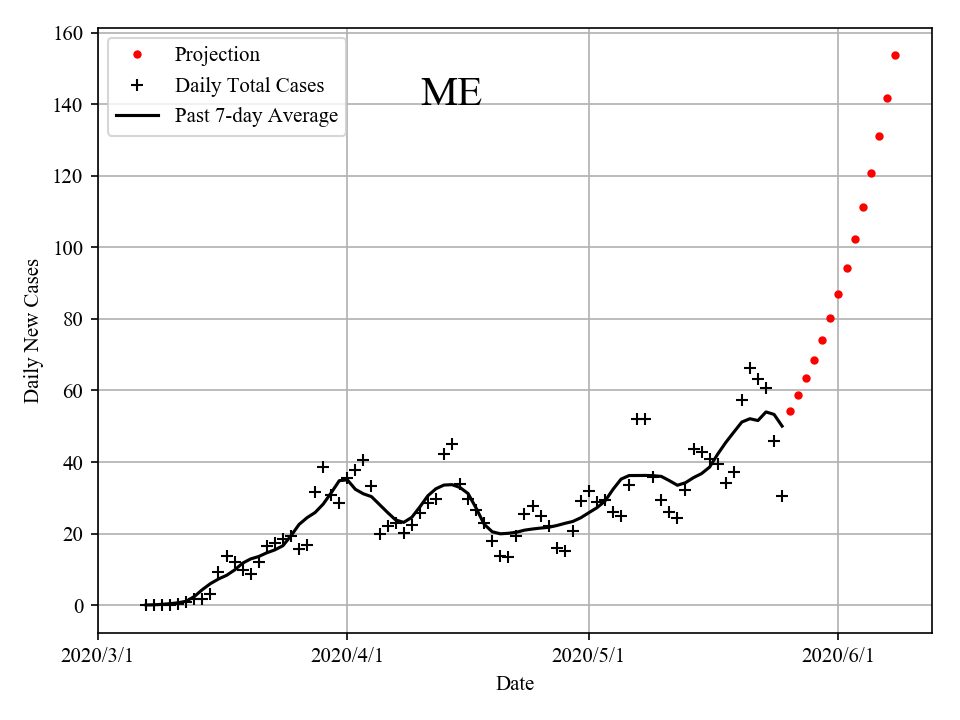 160
Projection
ME
Daily Total Cases
140
Past 7-day Average
120
100
80
60
40
20
0
Daily New Cases
2020/3/1
2020/4/1
2020/5/1
2020/6/1
Date